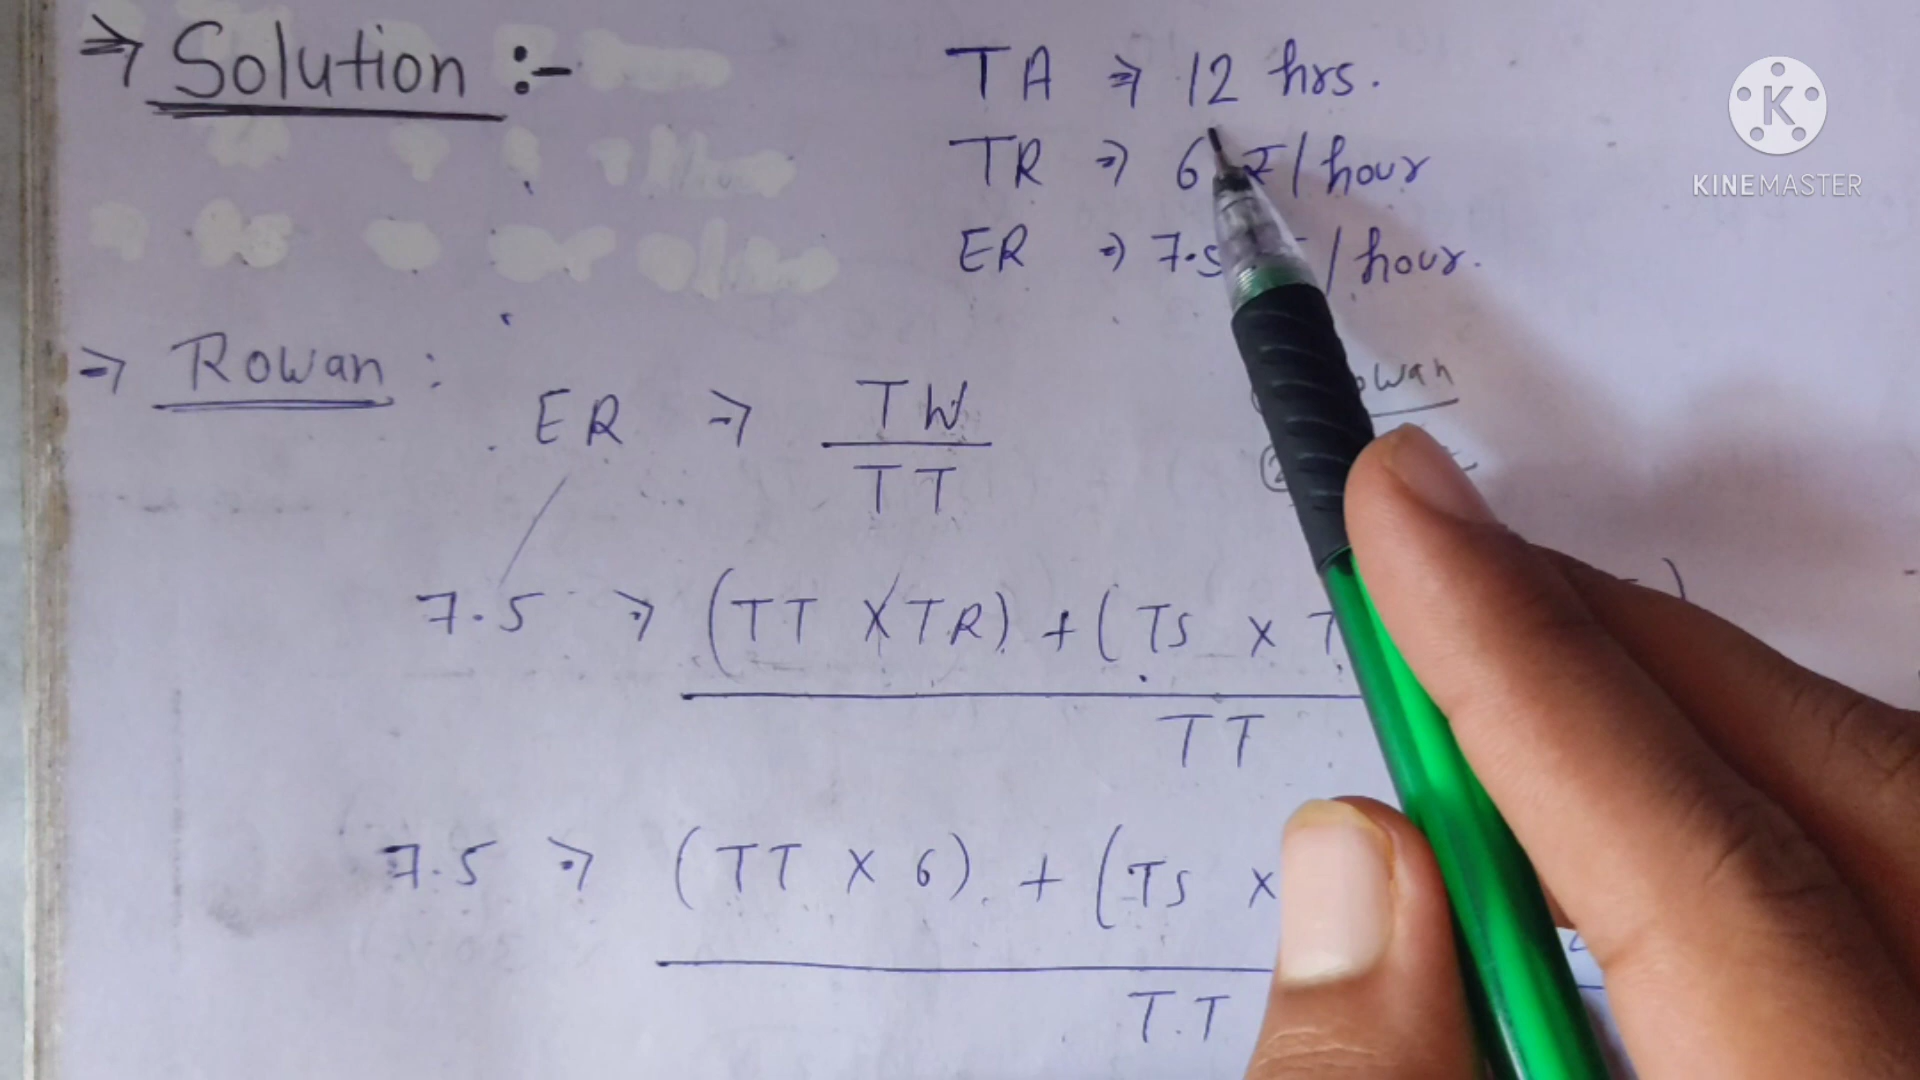 ⇒ Solution :-
TA ⇒ 12 hrs.
TR ⇒ 6 ₹/hour
ER ⇒ 7.5 /hour.
KINEMASTER
⇒ Rowan :
ER ⇒ TW
TT
7.5 ⇒ (TT X TR) + (TS X T
TT
7.5 ⇒ (TT X 6) + (TS X
T.T